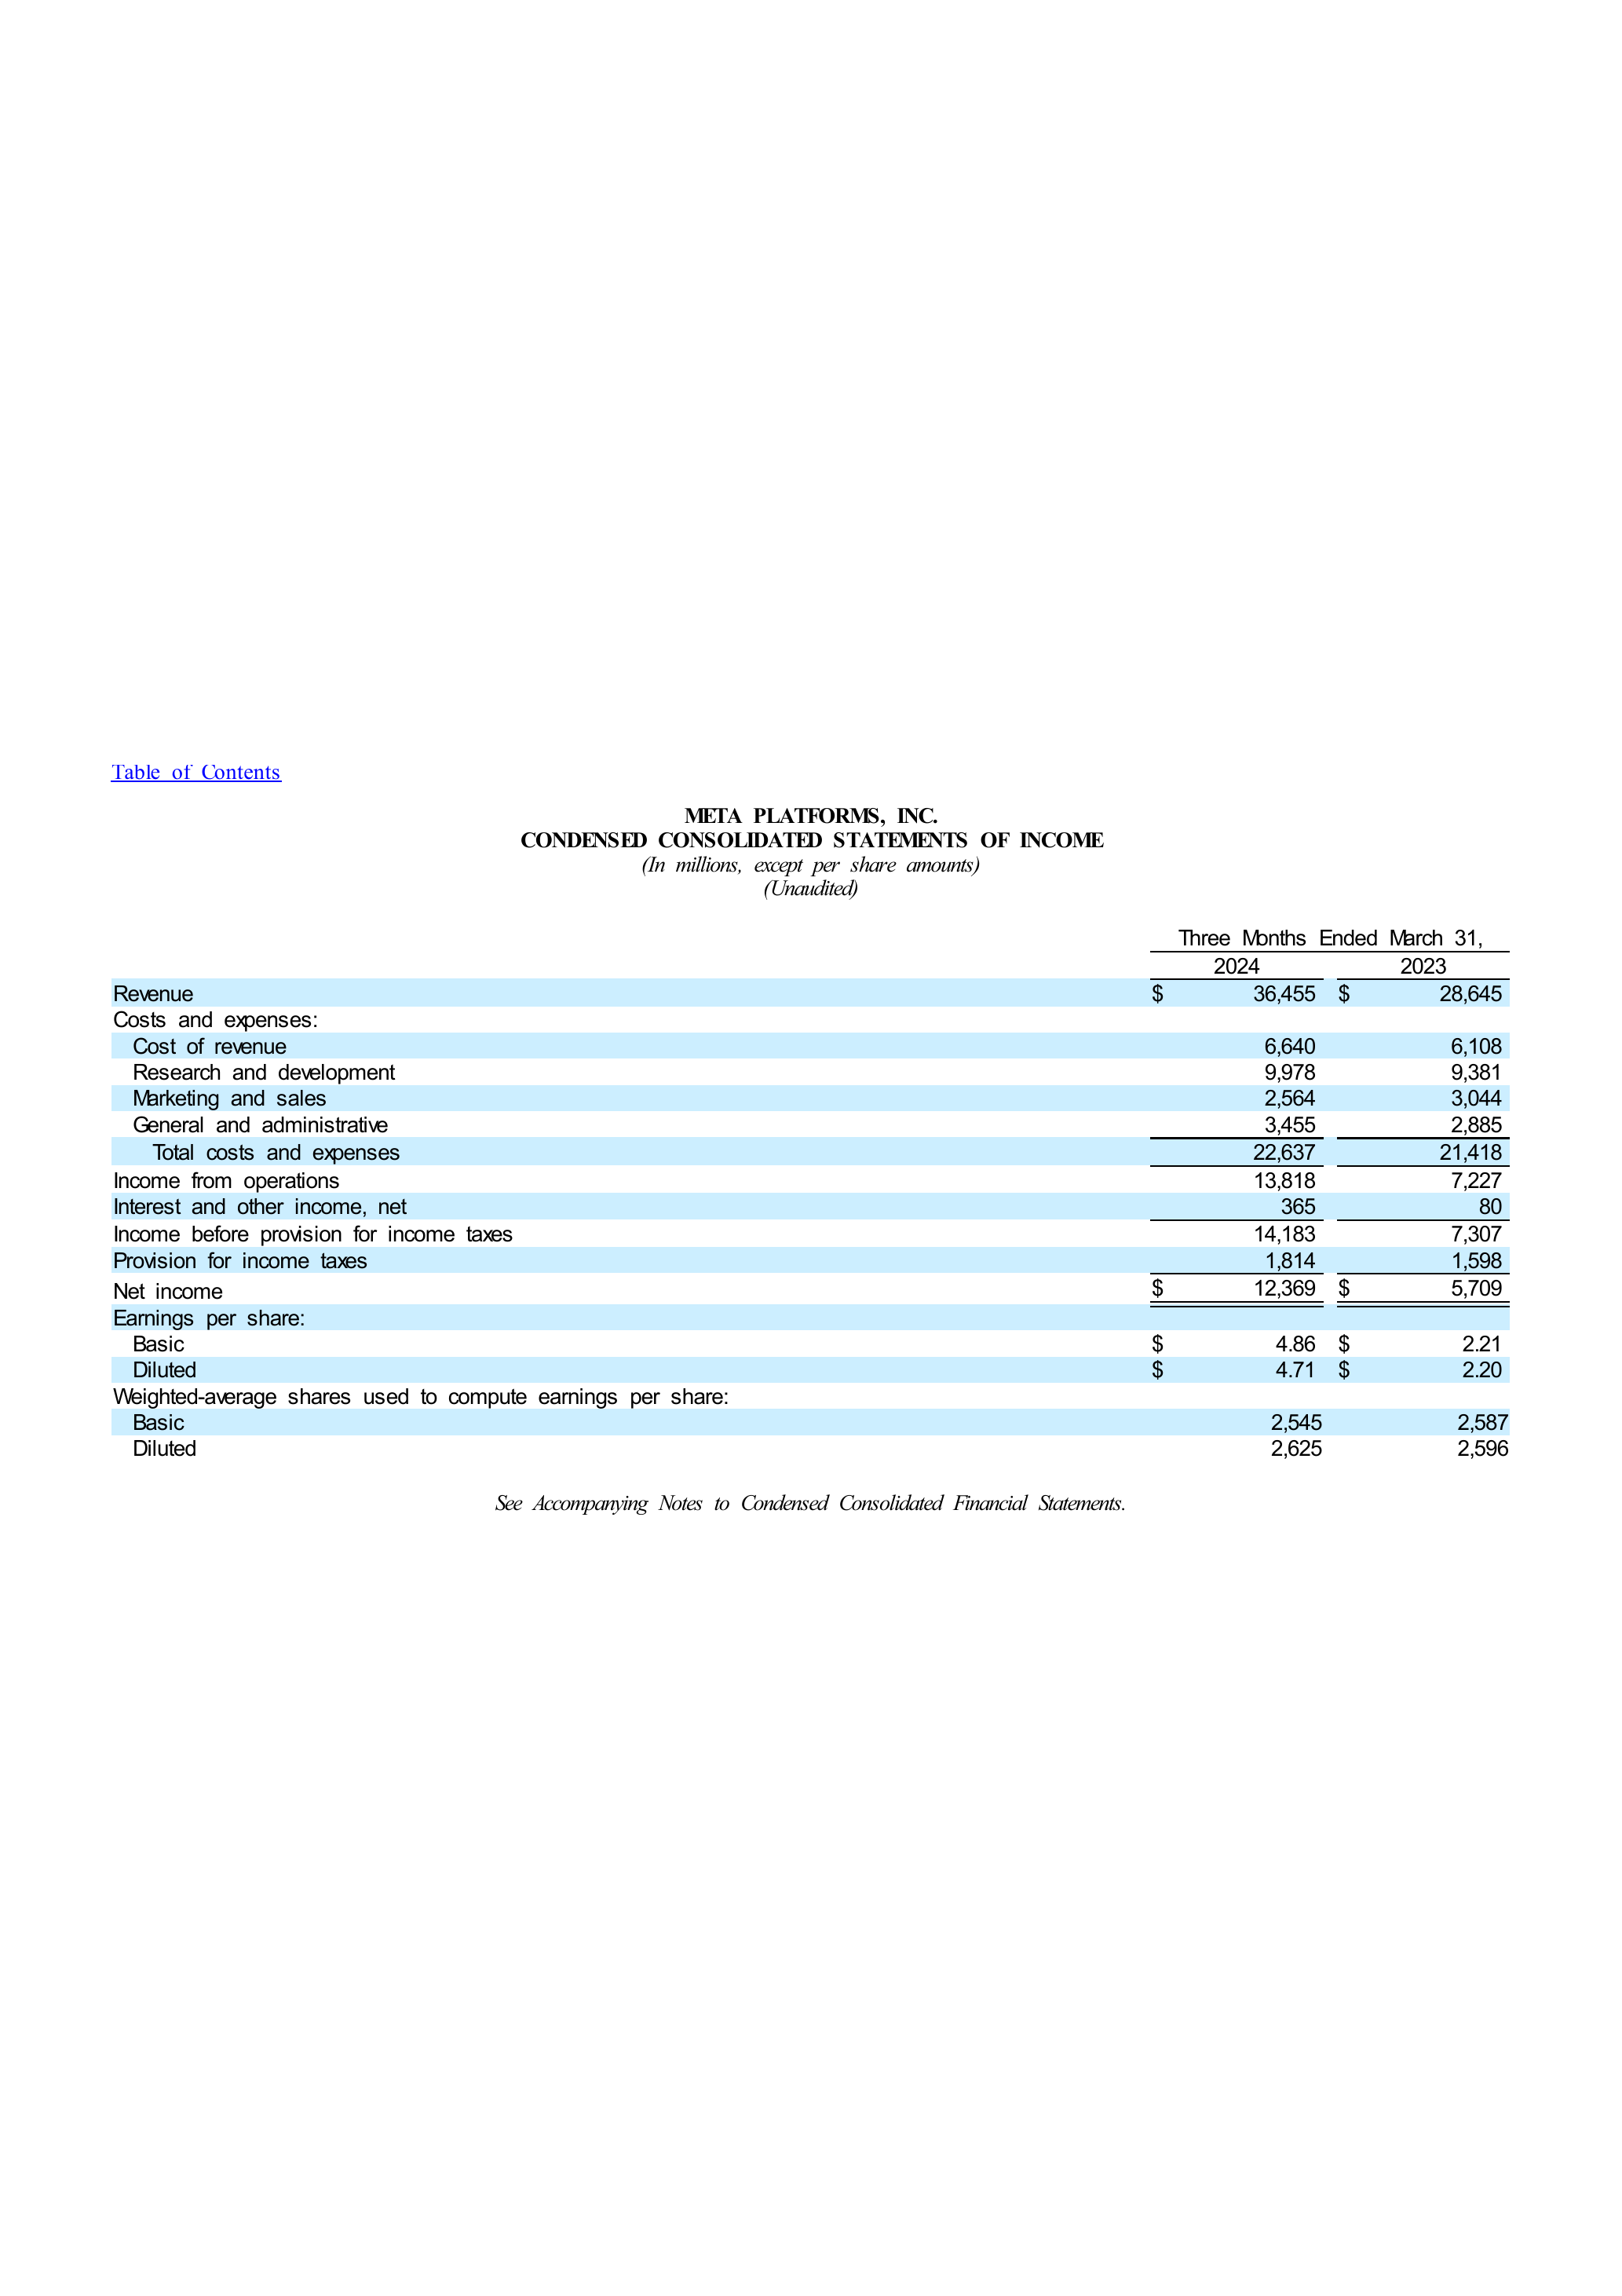 Table of Contents
META PLATFORMS, INC.
CONDENSED CONSOLIDATED STATEMENTS OF INCOME
(In millions, except per share amounts)
(Unaudited)
Three Months Ended March 31,
2024 2023
Revenue $ 36,455 $ 28,645
Costs and expenses:
Cost of revenue 6,640 6,108
Research and development 9,978 9,381
Marketing and sales 2,564 3,044
General and administrative 3,455 2,885
Total costs and expenses 22,637 21,418
Income from operations 13,818 7,227
Interest and other income, net 365 80
Income before provision for income taxes 14,183 7,307
Provision for income taxes 1,814 1,598
Net income $ 12,369 $ 5,709
Earnings per share:
Basic $ 4.86 $ 2.21
Diluted $ 4.71 $ 2.20
Weighted-average shares used to compute earnings per share:
Basic 2,545 2,587
Diluted 2,625 2,596
See Accompanying Notes to Condensed Consolidated Financial Statements.